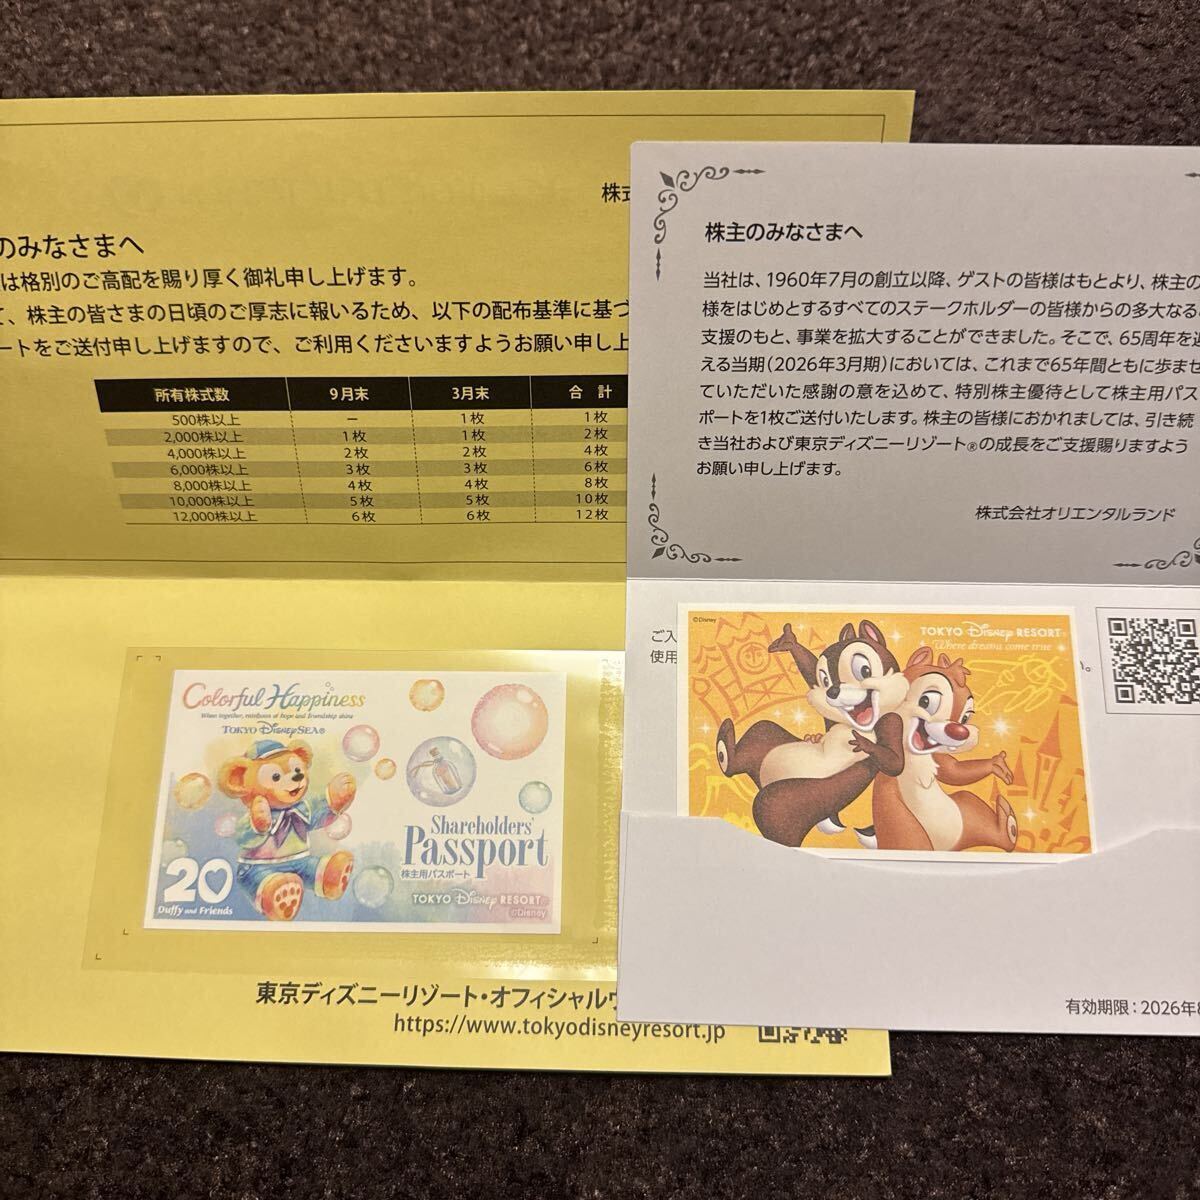 株式
のみなさまへ
は格別のご高配を賜り厚く御礼申し上げます。
て、株主の皆さまの日頃のご厚志に報いるため、以下の配布基準に基づ
ートをご送付申し上げますので、ご利用くださいますようお願い申し上
所有株式数 9月末 3月末 合計
500株以上 ー 1枚 1枚
2,000株以上 1枚 1枚 2枚
4,000株以上 2枚 2枚 4枚
6,000株以上 3枚 3枚 6枚
8,000株以上 4枚 4枚 8枚
10,000株以上 5枚 5枚 10枚
12,000株以上 6枚 6枚 12枚
Colorful Happiness
When together, rainbows of hope and friendship shine
TOKYO DISNEYSEA®
Shareholders'
Passport
株主用パスポート
20
Duffy and Friends
TOKYO Disney RESORT
©Disney
東京ディズニーリゾート・オフィシャルウ
https://www.tokyodisneyresort.jp
株主のみなさまへ
当社は、1960年7月の創立以降、ゲストの皆様はもとより、株主の
様をはじめとするすべてのステークホルダーの皆様からの多大なるご
支援のもと、事業を拡大することができました。そこで、65周年を迎
える当期(2026年3月期)においては、これまで65年間ともに歩ませ
ていただいた感謝の意を込めて、特別株主優待として株主用パス
ポートを1枚ご送付いたします。株主の皆様におかれましては、引き続
き当社および東京ディズニーリゾート®の成長をご支援賜りますよう
お願い申し上げます。
株式会社オリエンタルランド
ご入
使用
©Disney
TOKYO Disney RESORT®
Where dreams come true
い。
有効期限：2026年8